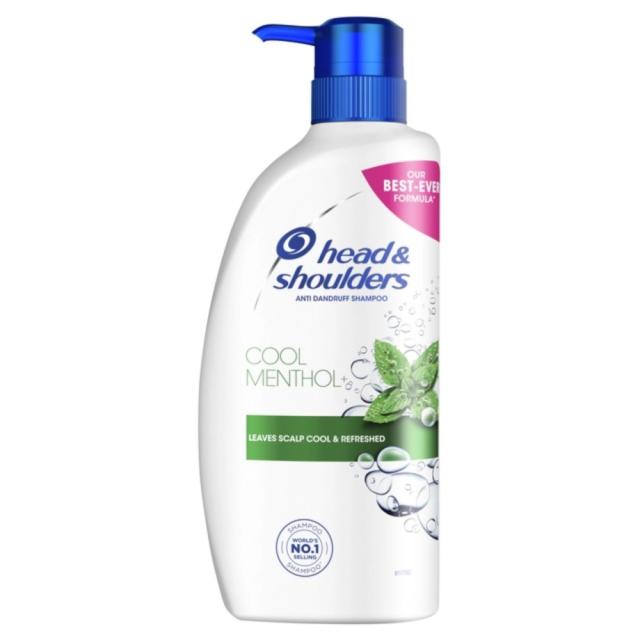 OUR
BEST-EVER
FORMULA*
head &
shoulders
ANTI DANDRUFF SHAMPOO
COOL
MENTHOL+
LEAVES SCALP COOL & REFRESHED
SHAMPOO
WORLD'S
NO.1
SELLING
SHAMPOO